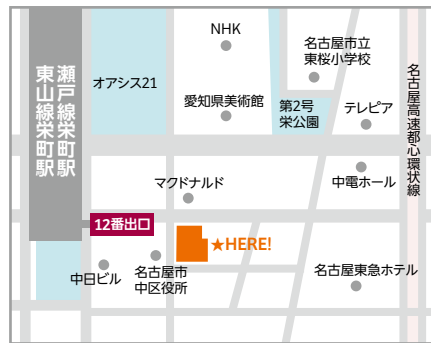 NHK
名古屋市立
東桜小学校
オアシス21
愛知県美術館
第2号
栄公園
テレピア
名古屋高速都心環状線
瀬戸線栄町駅
東山線栄町駅
マクドナルド
中電ホール
12番出口
★HERE!
中日ビル
名古屋市
中区役所
名古屋東急ホテル